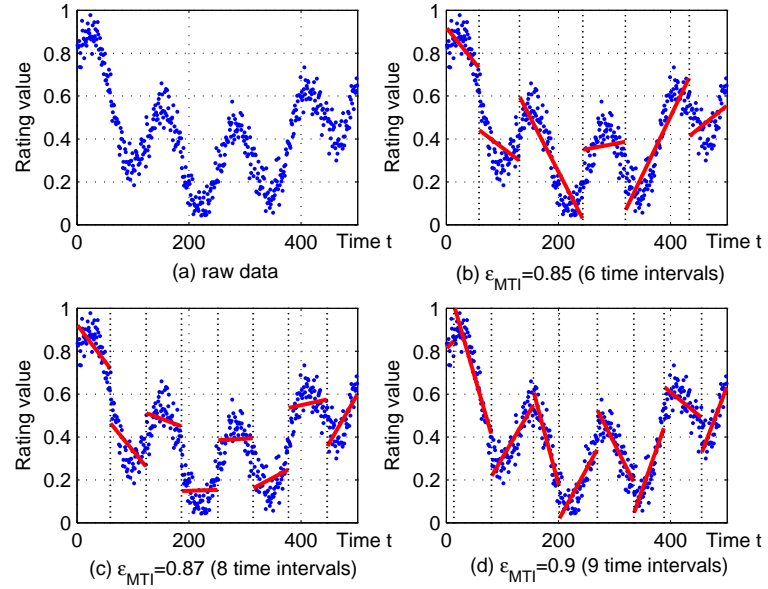 1
0.8
0.6
0.4
0.2
0
Rating value
0 200 400 Time t
(a) raw data
1
0.8
0.6
0.4
0.2
0
Rating value
0 200 400 Time t
(b) ε_MTI=0.85 (6 time intervals)
1
0.8
0.6
0.4
0.2
0
Rating value
0 200 400 Time t
(c) ε_MTI=0.87 (8 time intervals)
1
0.8
0.6
0.4
0.2
0
Rating value
0 200 400 Time t
(d) ε_MTI=0.9 (9 time intervals)